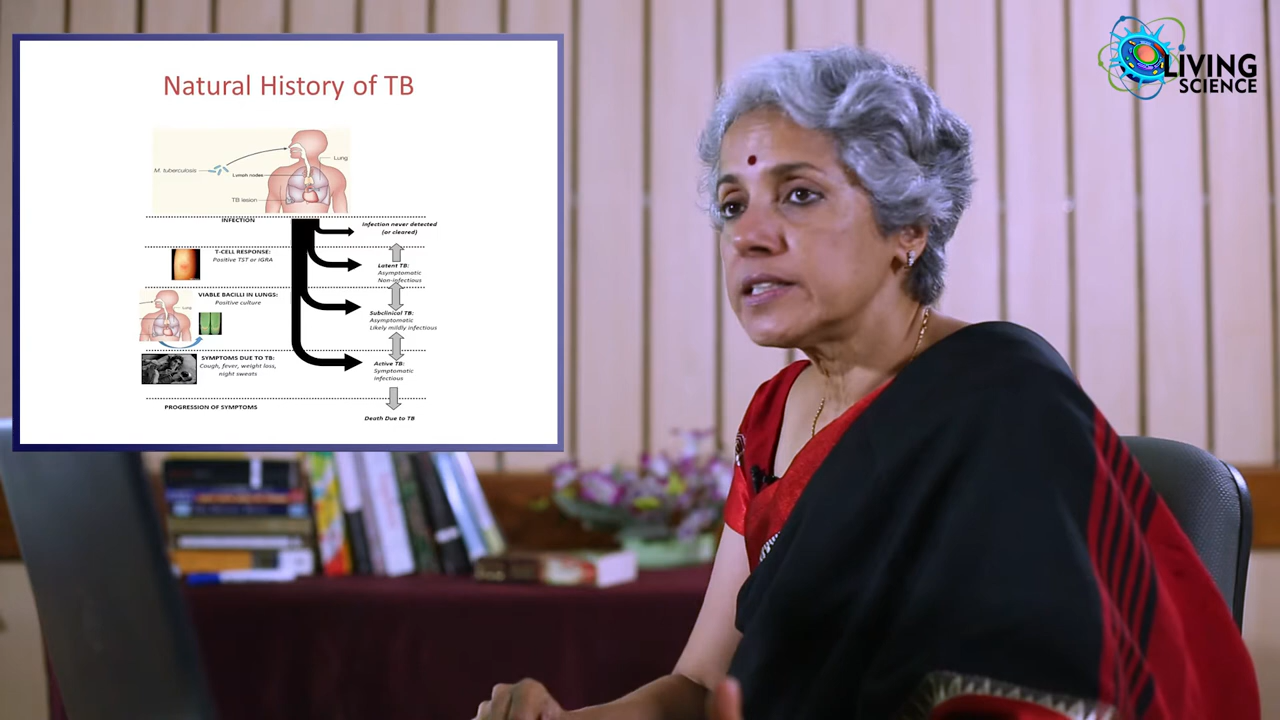 LIVING
SCIENCE
Natural History of TB
Lung
M. tuberculosis
Lymph nodes
TB lesion
INFECTION
Infection never detected
(or cleared)
T-CELL RESPONSE:
Positive TST or IGRA
Latent TB:
Asymptomatic
Non-infectious
VIABLE BACILLI IN LUNGS:
Positive culture
Lung
Subclinical TB:
Asymptomatic
Likely mildly infectious
SYMPTOMS DUE TO TB:
Cough, fever, weight loss,
night sweats
Active TB:
Symptomatic
Infectious
PROGRESSION OF SYMPTOMS
Death Due to TB